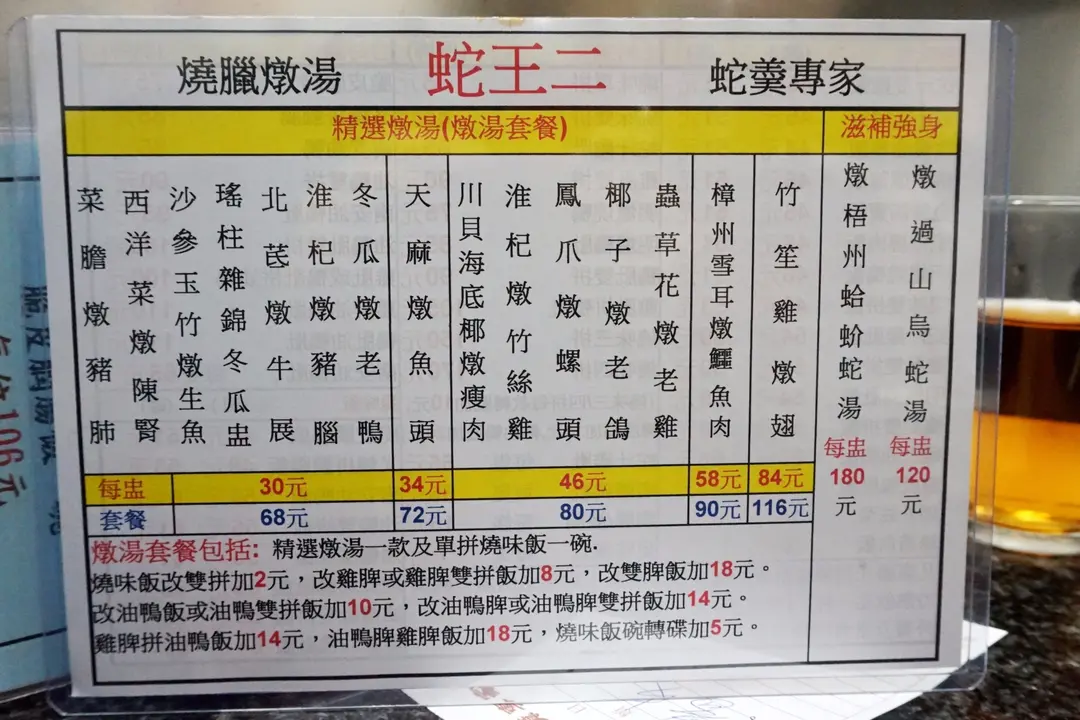 燒臘燉湯 蛇王二 蛇羹專家
精選燉湯(燉湯套餐) 滋補強身
菜膽燉豬肺
西洋菜燉陳腎
沙參玉竹燉生魚
瑤柱雜錦冬瓜盅
北芪燉牛展
淮杞燉豬腦
冬瓜燉老鴨
天麻燉魚頭
川貝海底椰燉瘦肉
淮杞燉竹絲雞
鳳爪燉螺頭
椰子燉老鴿
蟲草花燉老雞
樟州雪耳燉鱷魚肉
竹笙雞燉翅
燉梧州蛤蚧蛇湯
每盅
180
元
燉過山烏蛇湯
每盅
120
元
每盅 30元 34元 46元 58元 84元
套餐 68元 72元 80元 90元 116元
燉湯套餐包括: 精選燉湯一款及單拼燒味飯一碗.
燒味飯改雙拼加2元，改雞脾或雞脾雙拼飯加8元，改雙脾飯加18元。
改油鴨飯或油鴨雙拼飯加10元，改油鴨脾或油鴨脾雙拼飯加14元。
雞脾拼油鴨飯加14元，油鴨脾雞脾飯加18元，燒味飯碗轉碟加5元。